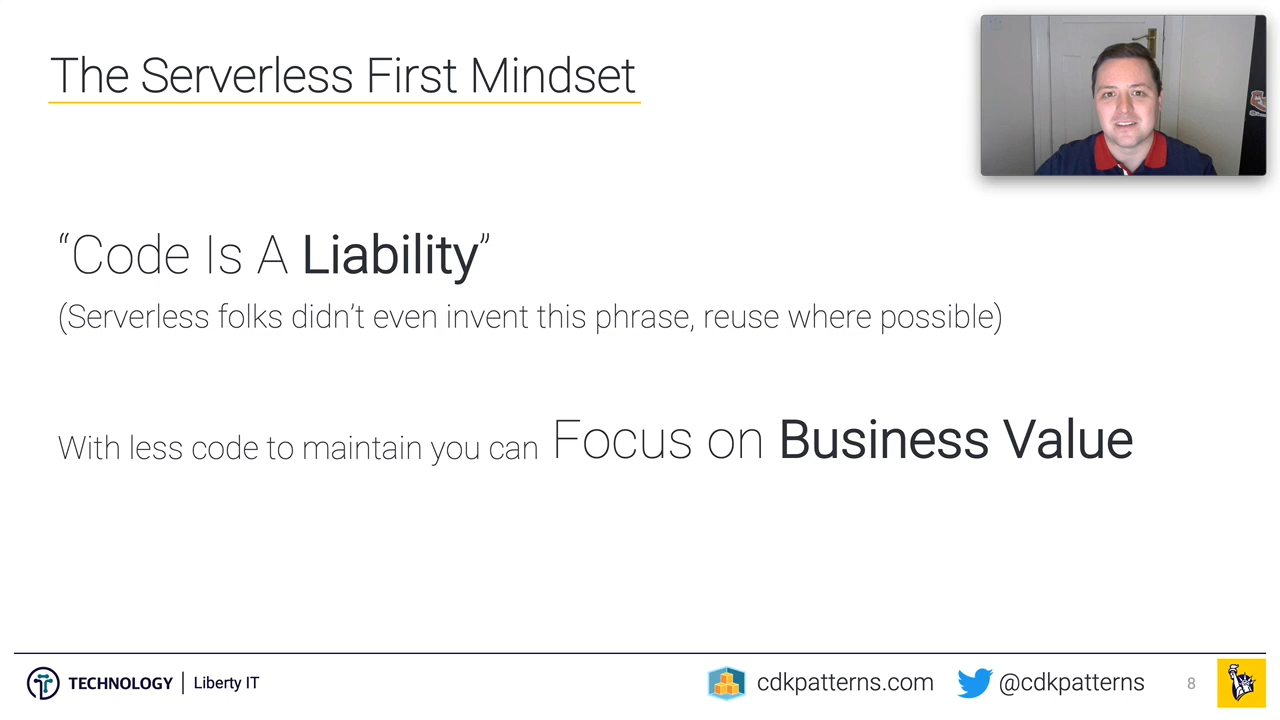 The Serverless First Mindset
“Code Is A Liability”
(Serverless folks didn’t even invent this phrase, reuse where possible)
With less code to maintain you can Focus on Business Value
TECHNOLOGY | Liberty IT
cdkpatterns.com
@cdkpatterns
8